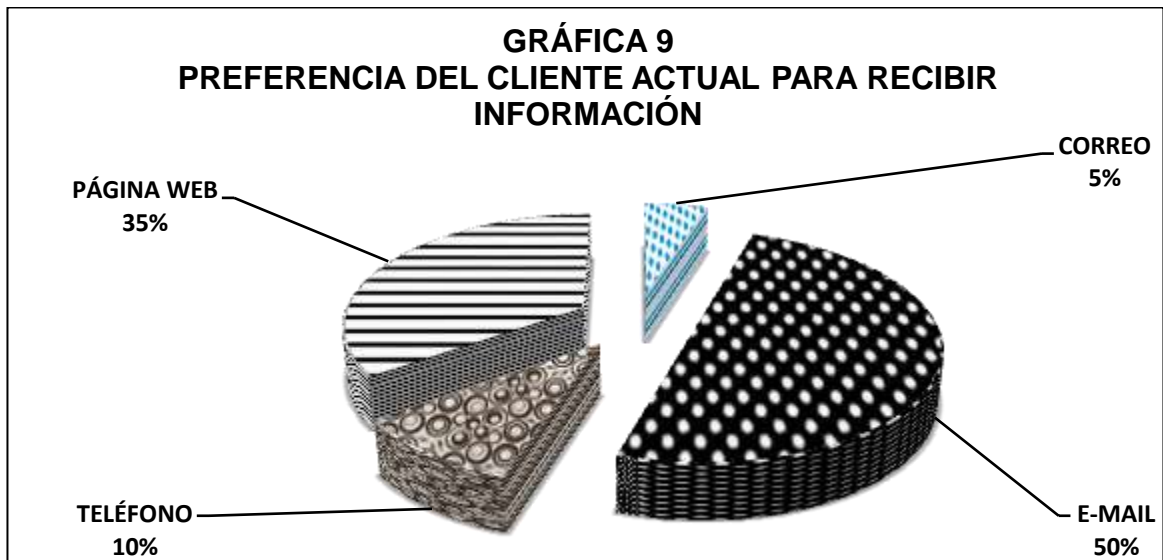 GRÁFICA 9
PREFERENCIA DEL CLIENTE ACTUAL PARA RECIBIR
INFORMACIÓN
CORREO
5%
PÁGINA WEB
35%
TELÉFONO
10%
E-MAIL
50%